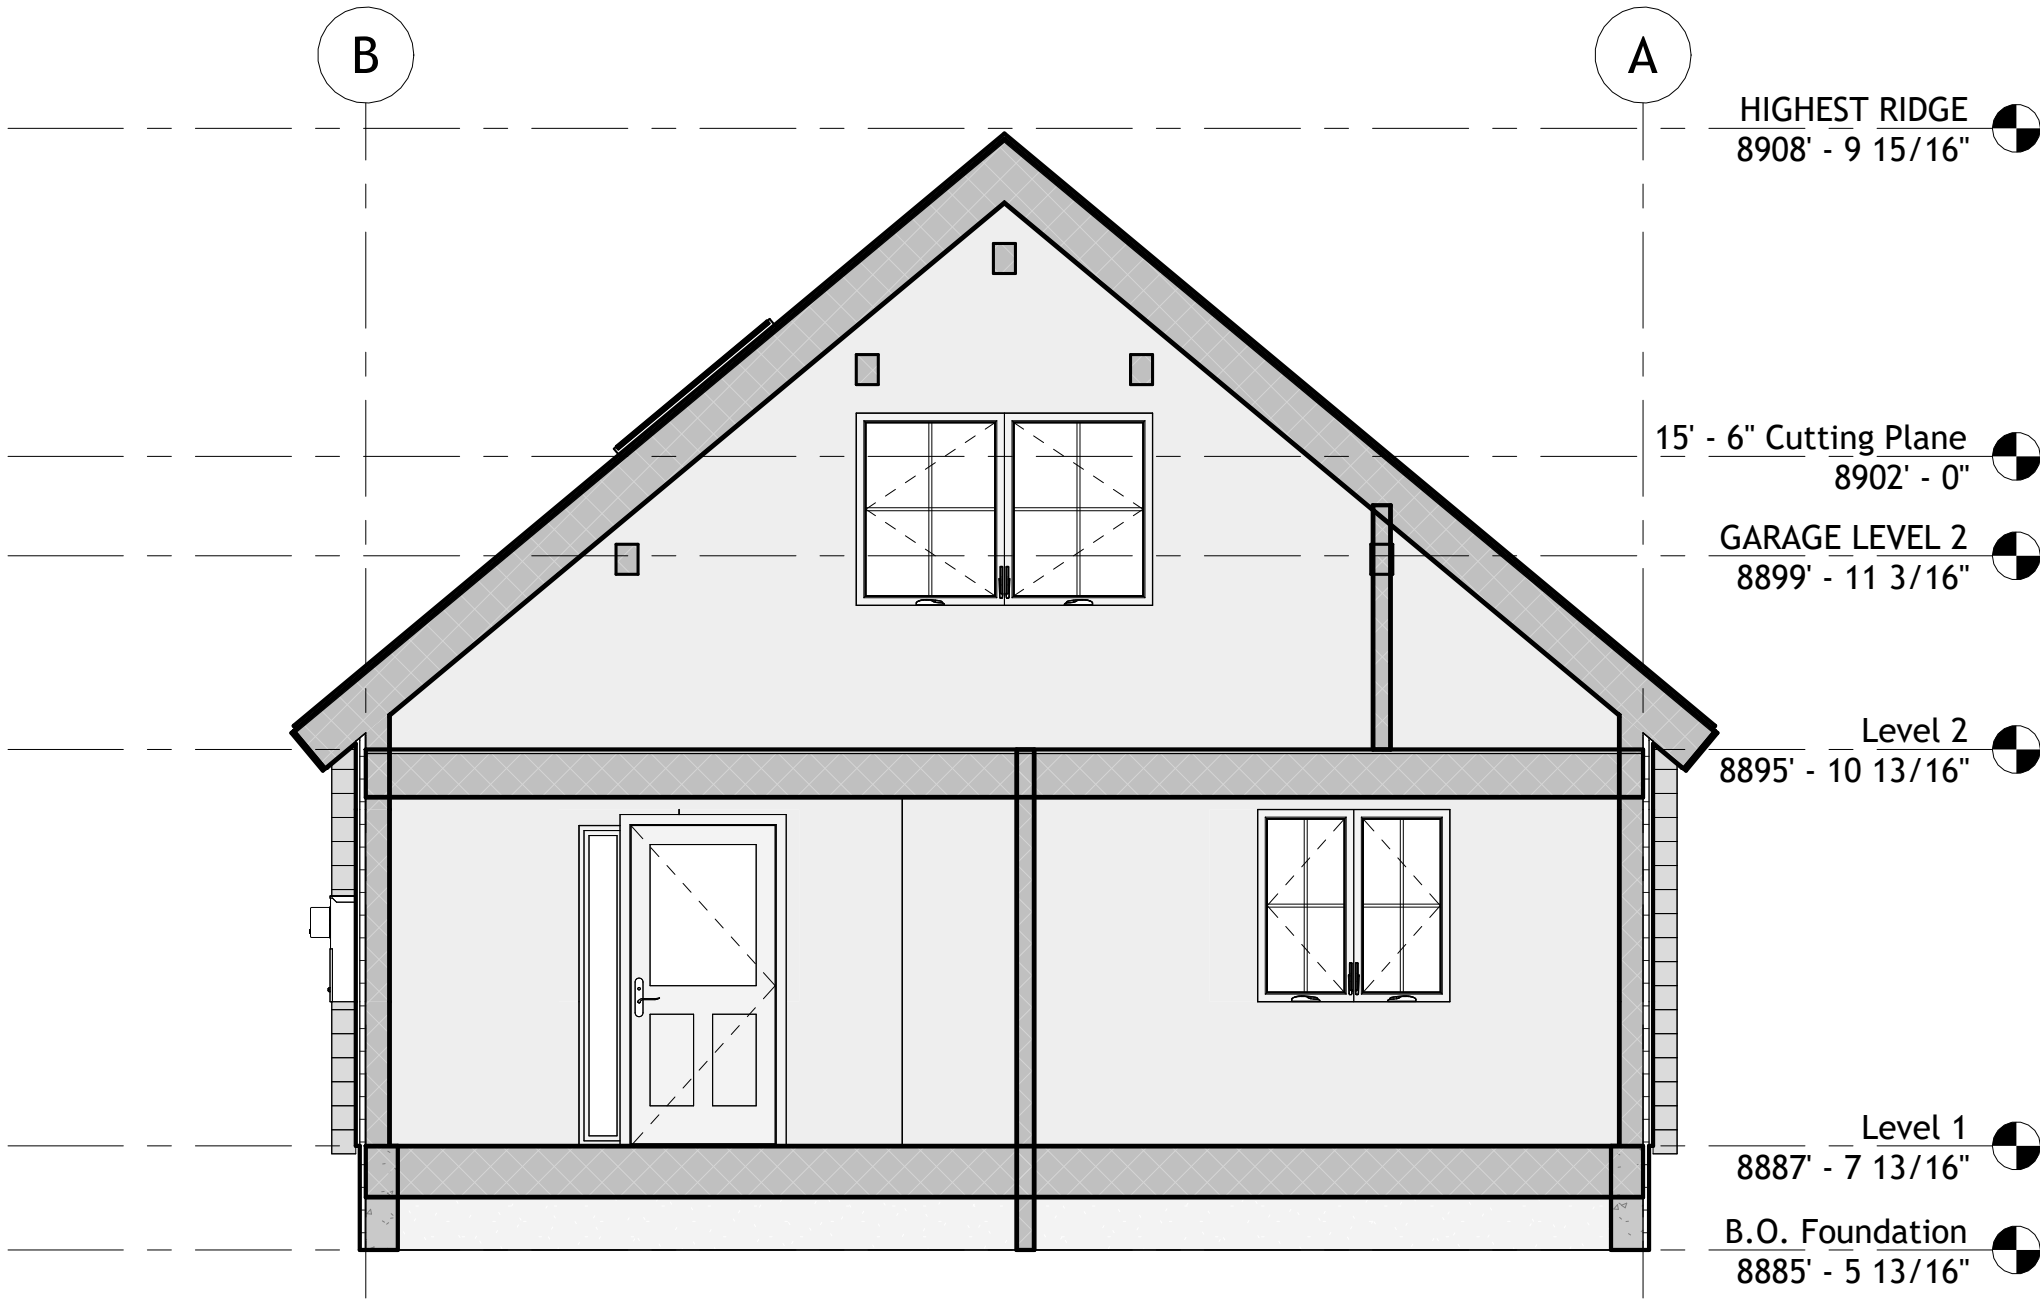 B
A
HIGHEST RIDGE
8908' - 9 15/16"
15' - 6" Cutting Plane
8902' - 0"
GARAGE LEVEL 2
8899' - 11 3/16"
Level 2
8895' - 10 13/16"
Level 1
8887' - 7 13/16"
B.O. Foundation
8885' - 5 13/16"